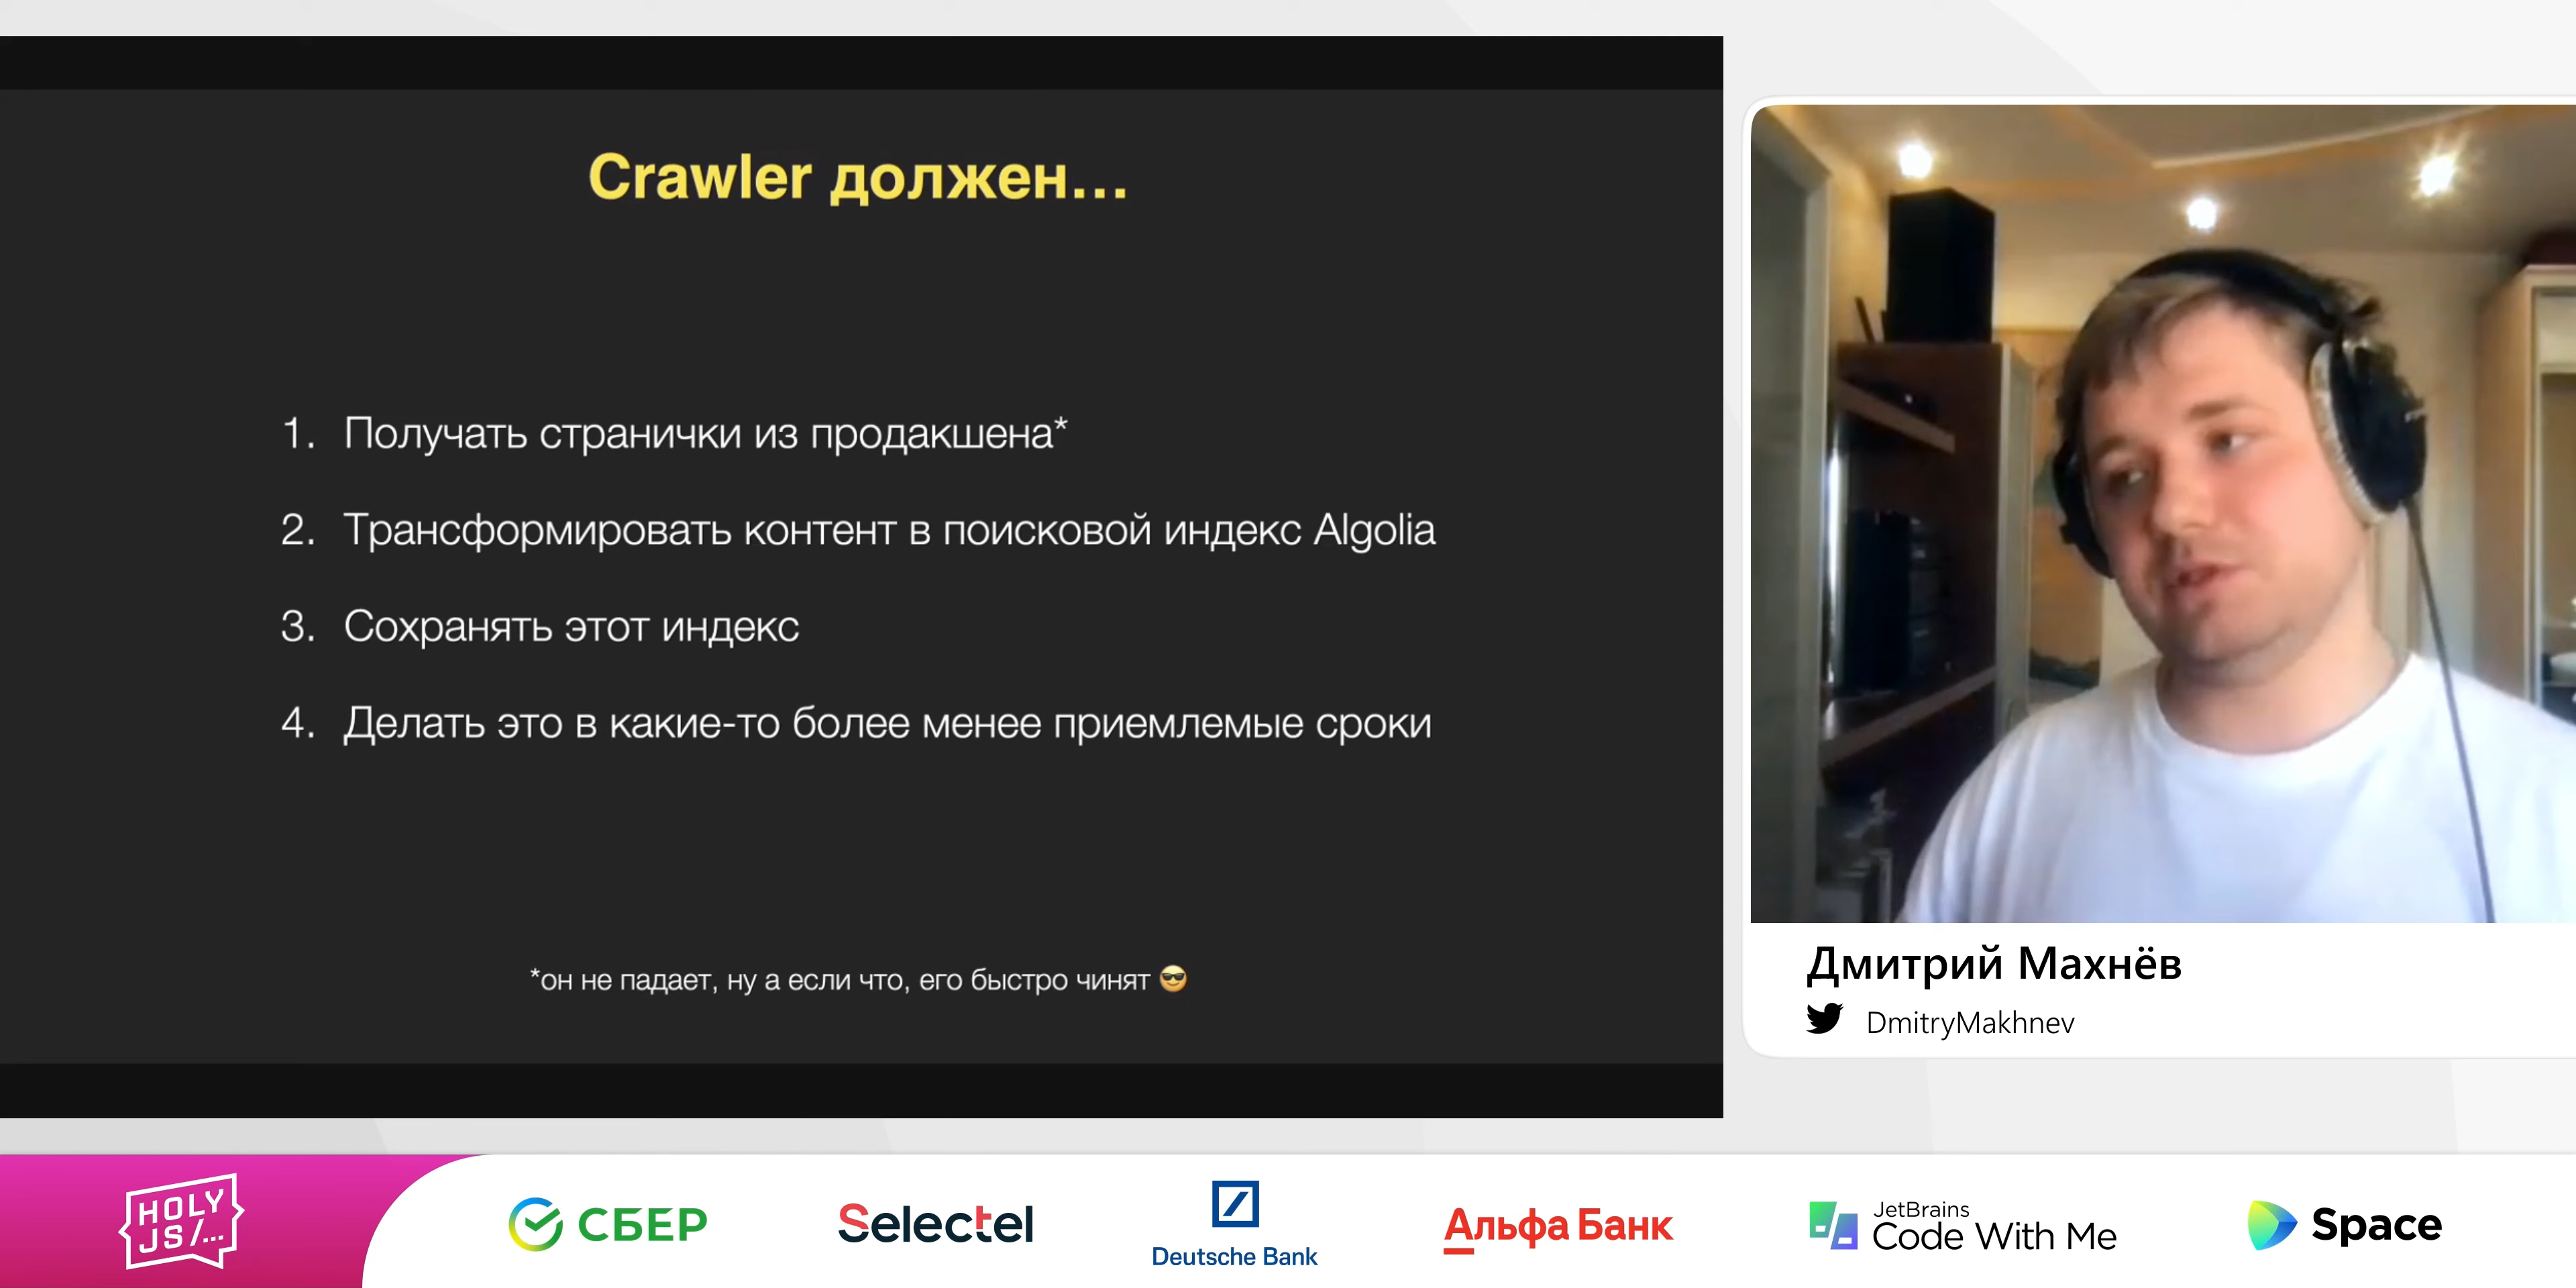 Crawler должен...
1. Получать странички из продакшена*
2. Трансформировать контент в поисковой индекс Algolia
3. Сохранять этот индекс
4. Делать это в какие-то более менее приемлемые сроки
*он не падает, ну а если что, его быстро чинят 😎
Дмитрий Махнёв
DmitryMakhnev
HOLY
JS/...
СБЕР
Selectel
Deutsche Bank
Альфа Банк
JetBrains
Code With Me
Space